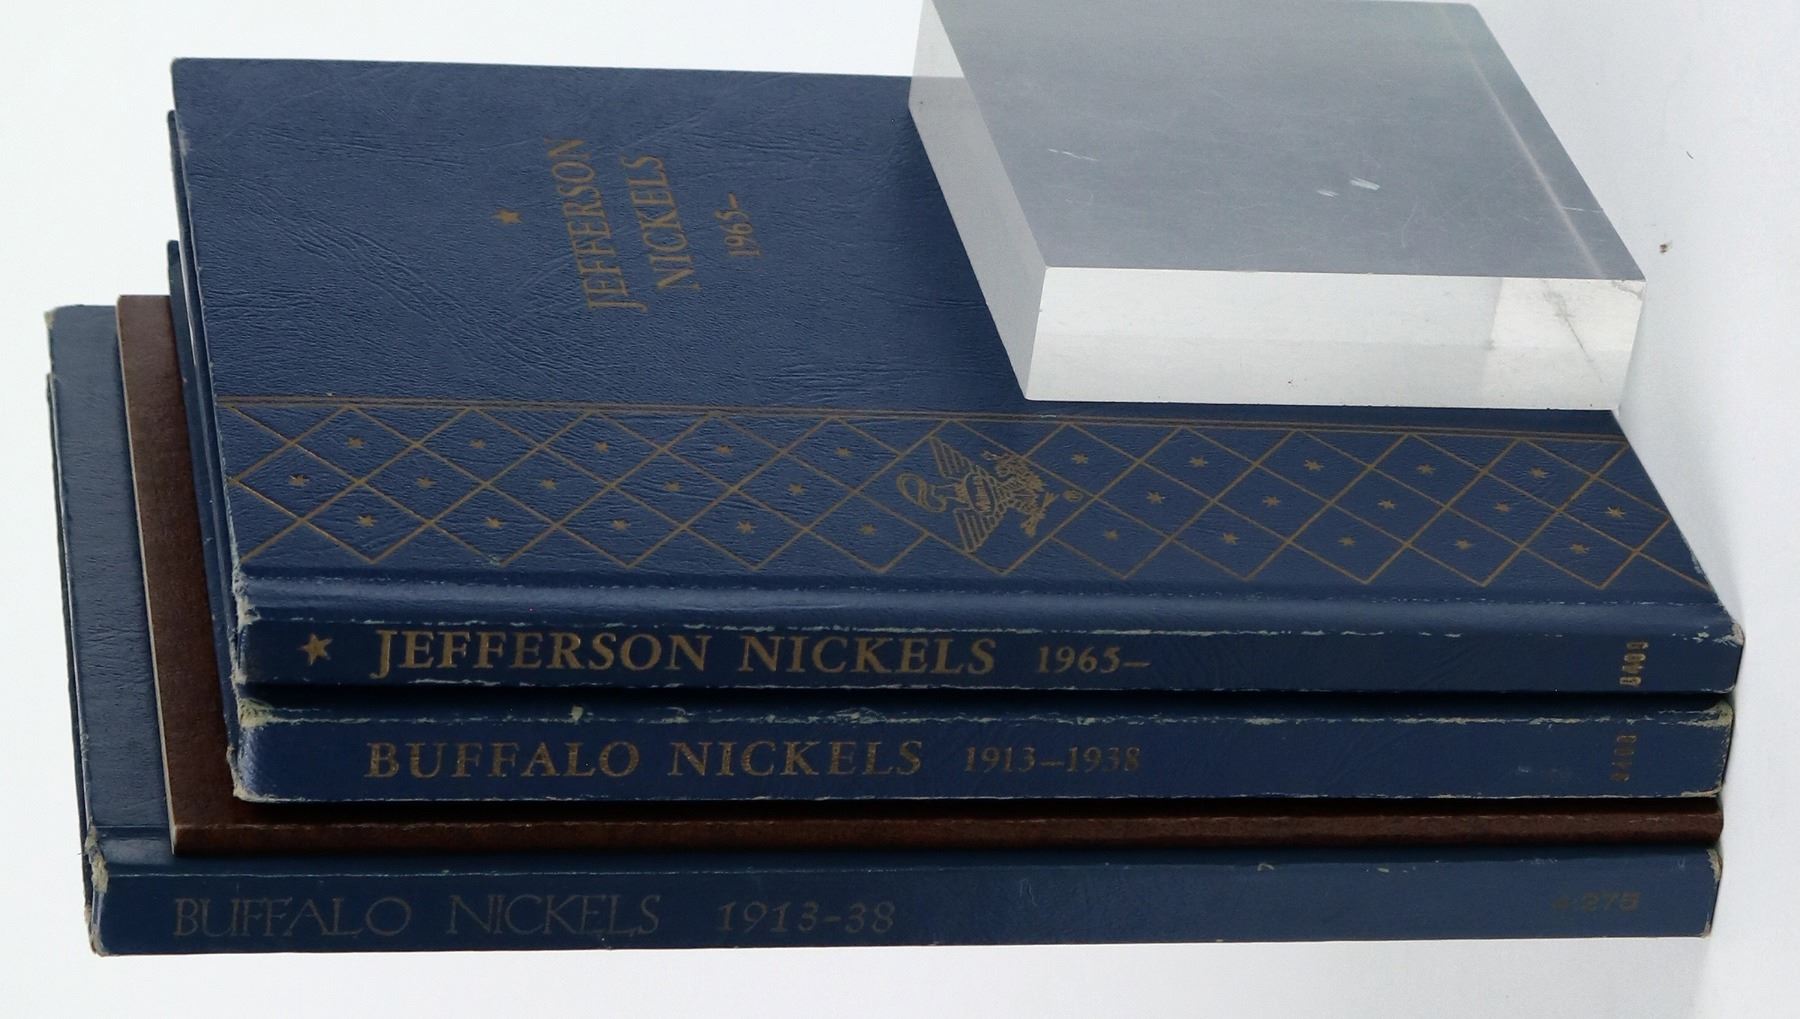 JEFFERSON
NICKELS
1965–
JEFFERSON NICKELS 1965–
BUFFALO NICKELS 1913–1938
BUFFALO NICKELS 1913-38